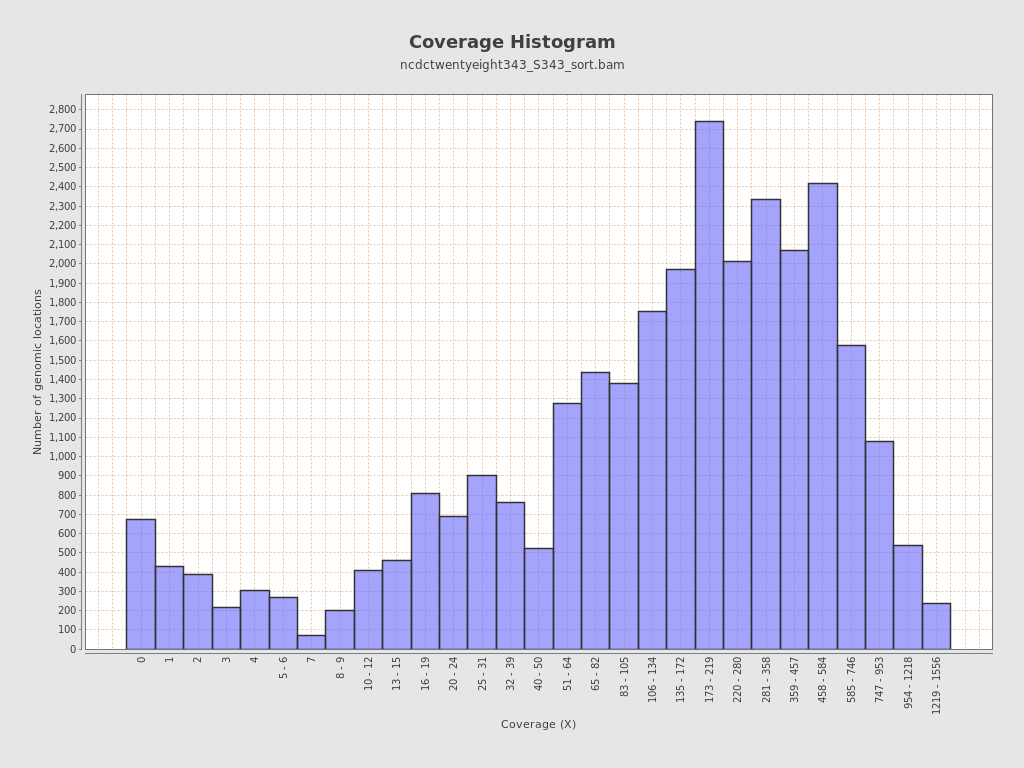 Coverage Histogram
ncdctwentyeight343_S343_sort.bam
Number of genomic locations
2,800
2,700
2,600
2,500
2,400
2,300
2,200
2,100
2,000
1,900
1,800
1,700
1,600
1,500
1,400
1,300
1,200
1,100
1,000
900
800
700
600
500
400
300
200
100
0
0
1
2
3
4
5 - 6
7
8 - 9
10 - 12
13 - 15
16 - 19
20 - 24
25 - 31
32 - 39
40 - 50
51 - 64
65 - 82
83 - 105
106 - 134
135 - 172
173 - 219
220 - 280
281 - 358
359 - 457
458 - 584
585 - 746
747 - 953
954 - 1218
1219 - 1556
Coverage (X)